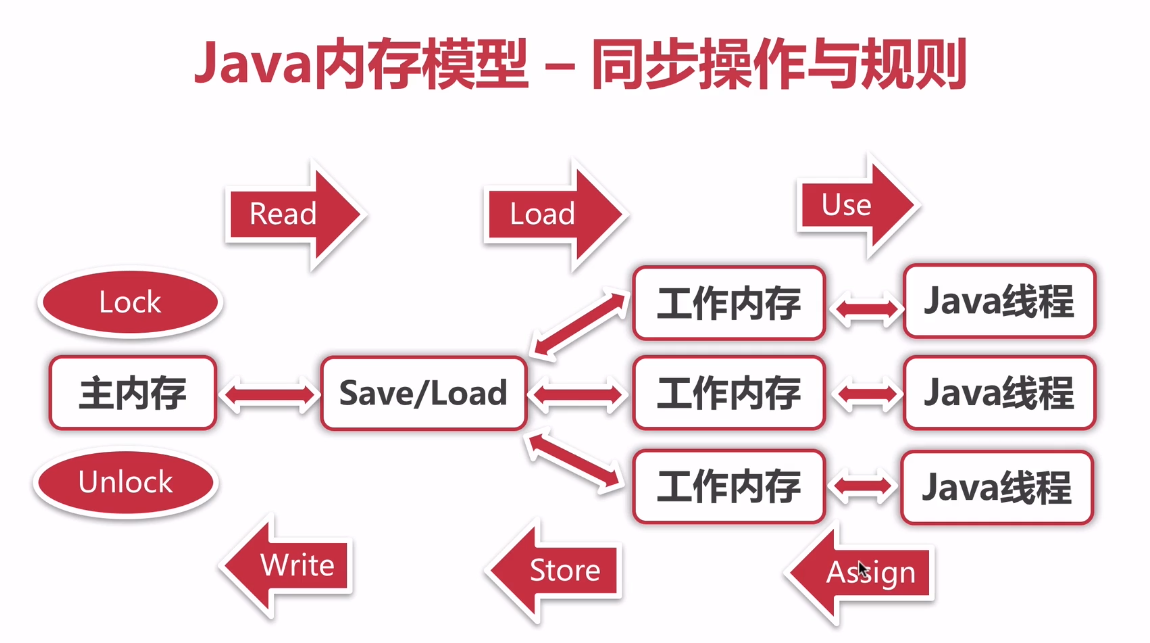 Java内存模型 – 同步操作与规则
Read
Load
Use
Lock
工作内存
Java线程
主内存
Save/Load
工作内存
Java线程
Unlock
工作内存
Java线程
Write
Store
Assign